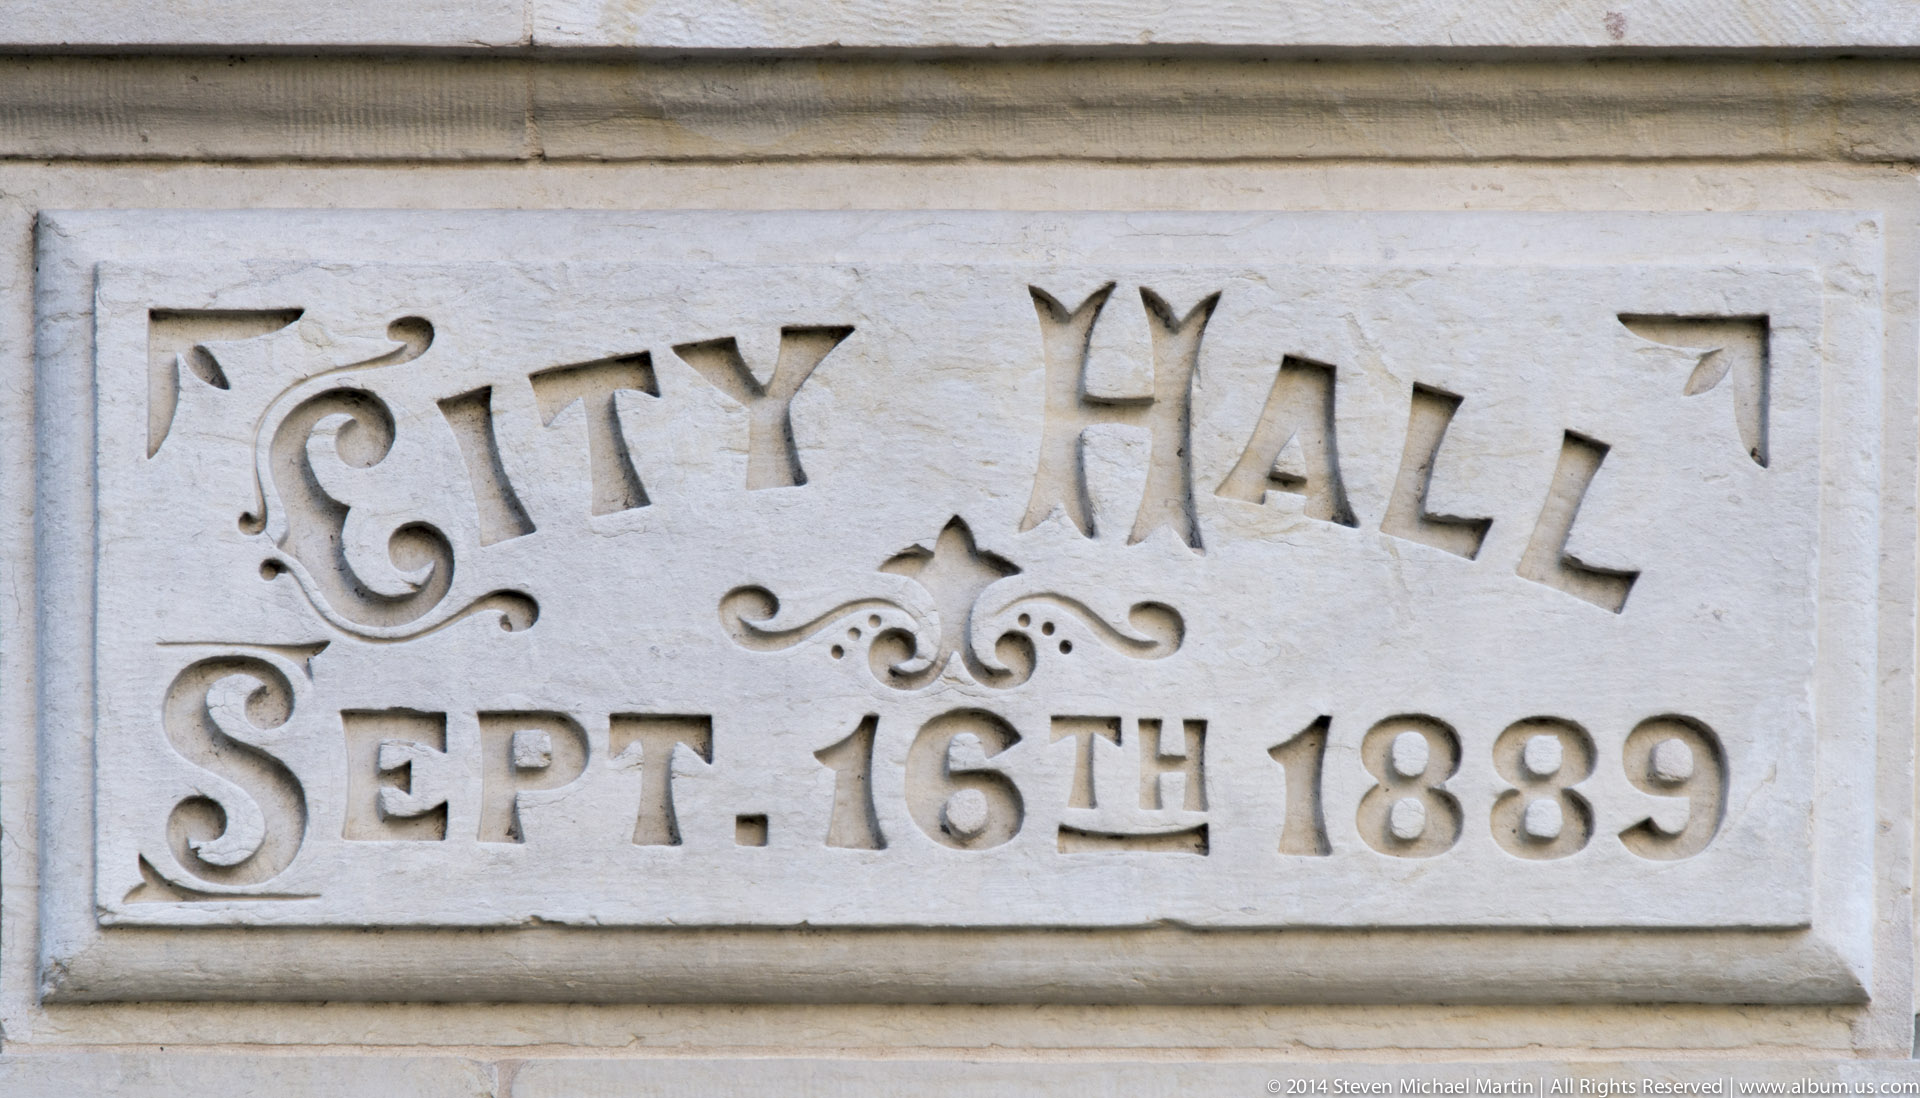 CITY HALL
SEPT. 16TH 1889
© 2014 Steven Michael Martin | All Rights Reserved | www.album.us.com